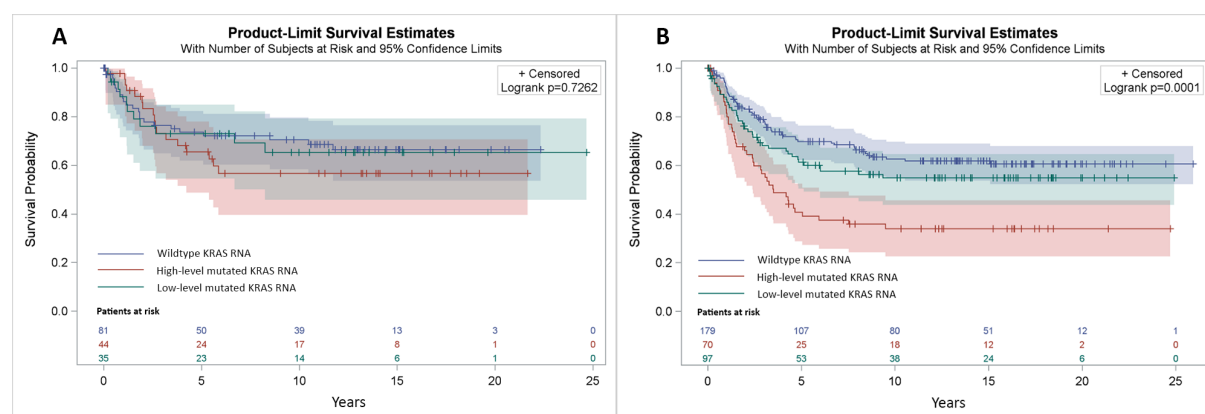 A
Product-Limit Survival Estimates
With Number of Subjects at Risk and 95% Confidence Limits
+ Censored
Logrank p=0.7262
Survival Probability
1.0
0.8
0.6
0.4
0.2
0.0
Wildtype KRAS RNA
High-level mutated KRAS RNA
Low-level mutated KRAS RNA
Patients at risk
81 50 39 13 3 0
44 24 17 8 1 0
35 23 14 6 1 0
0 5 10 15 20 25
Years
B
Product-Limit Survival Estimates
With Number of Subjects at Risk and 95% Confidence Limits
+ Censored
Logrank p=0.0001
Survival Probability
1.0
0.8
0.6
0.4
0.2
0.0
Wildtype KRAS RNA
High-level mutated KRAS RNA
Low-level mutated KRAS RNA
Patients at risk
179 107 80 51 12 1
70 25 18 12 2 0
97 53 38 24 6 0
0 5 10 15 20 25
Years